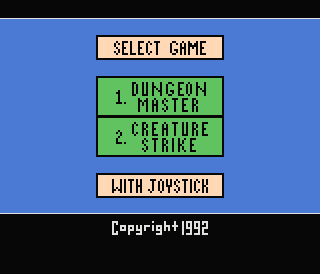 SELECT GAME
1. DUNGEON
MASTER
2. CREATURE
STRIKE
WITH JOYSTICK
Copyright 1992